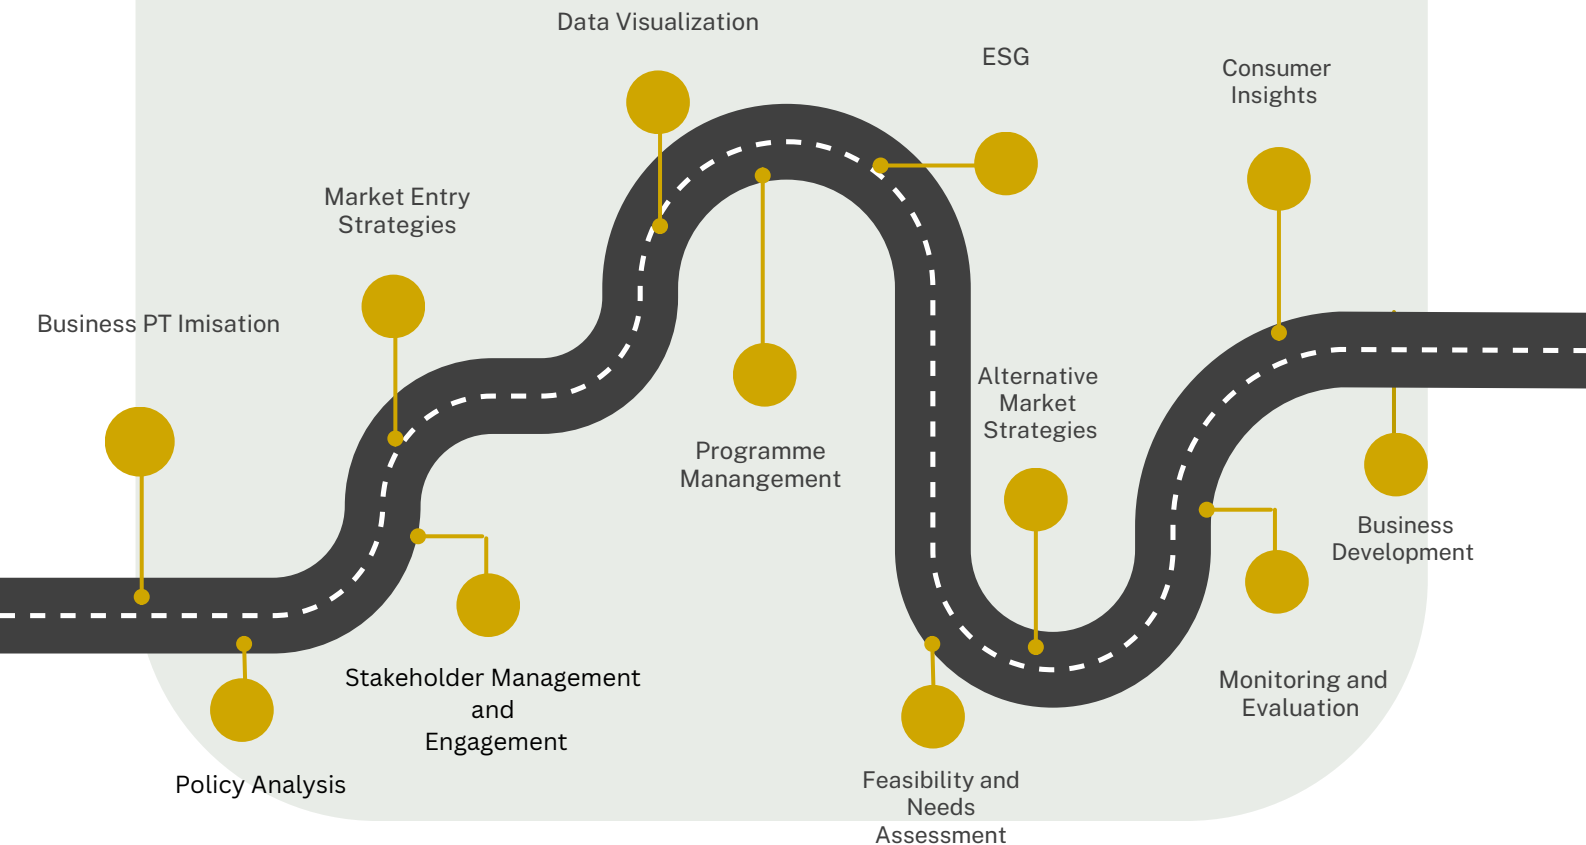 Data Visualization
ESG
Consumer
Insights
Market Entry
Strategies
Business PT Imisation
Alternative
Market
Strategies
Programme
Manangement
Business
Development
Stakeholder Management
and
Engagement
Monitoring and
Evaluation
Policy Analysis
Feasibility and
Needs
Assessment